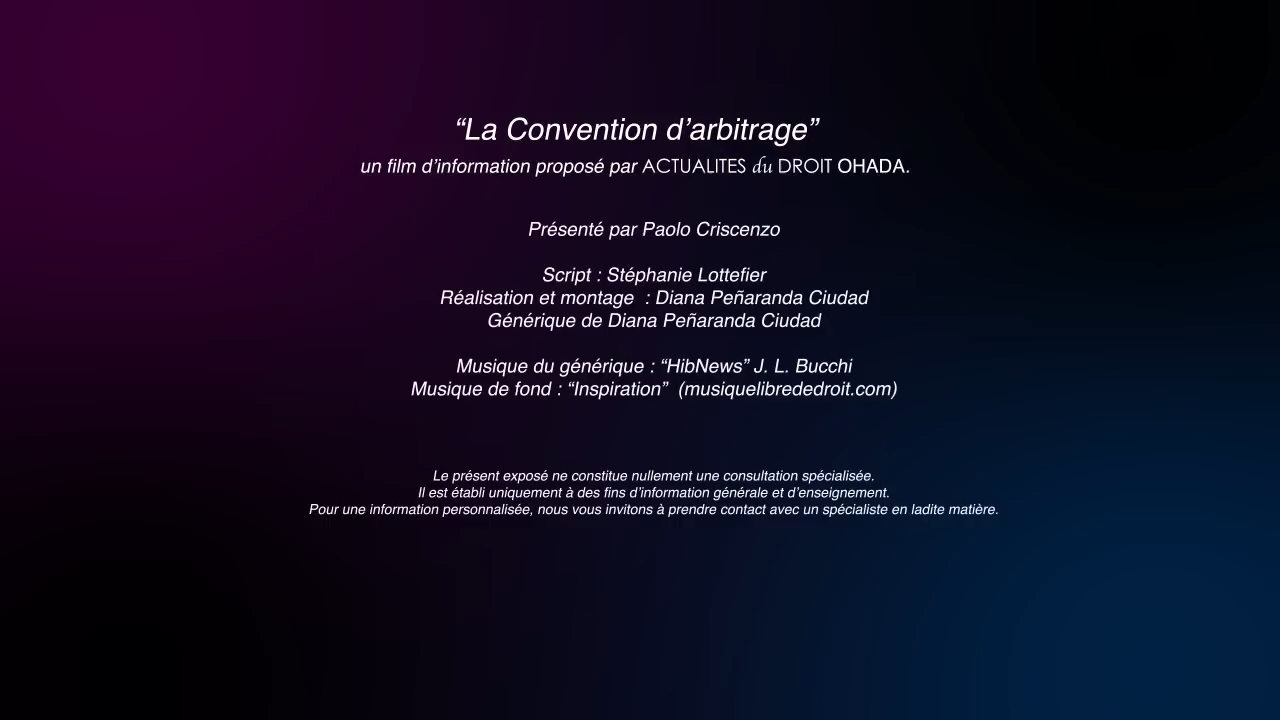 “La Convention d’arbitrage”
un film d’information proposé par ACTUALITES du DROIT OHADA.
Présenté par Paolo Criscenzo
Script : Stéphanie Lottefier
Réalisation et montage  : Diana Peñaranda Ciudad
Générique de Diana Peñaranda Ciudad
Musique du générique : “HibNews” J. L. Bucchi
Musique de fond : “Inspiration”  (musiquelibrededroit.com)
Le présent exposé ne constitue nullement une consultation spécialisée.
Il est établi uniquement à des fins d’information générale et d’enseignement.
Pour une information personnalisée, nous vous invitons à prendre contact avec un spécialiste en ladite matière.